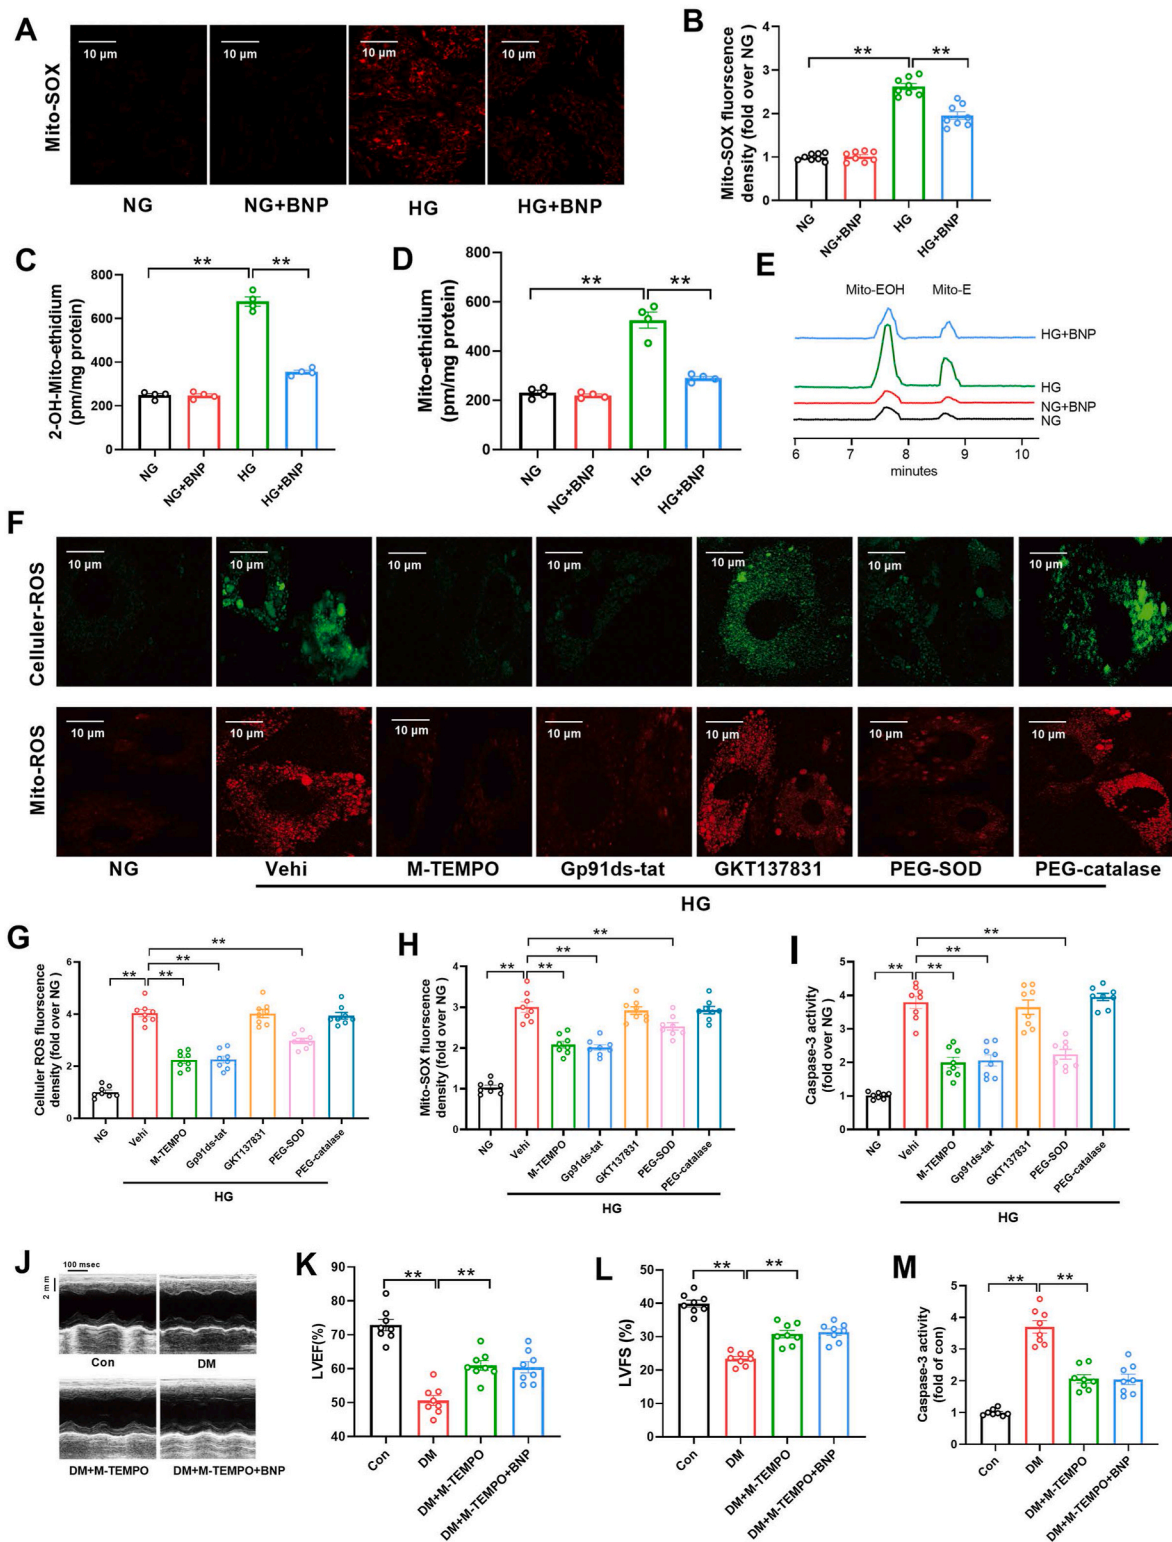 A
10 μm
10 μm
10 μm
10 μm
Mito-SOX
NG
NG+BNP
HG
HG+BNP
B
Mito-SOX fluorescence
density (fold over NG )
4
3
2
1
0
**
**
NG
NG+BNP
HG
HG+BNP
C
2-OH-Mito-ethidium
(pm/mg protein)
800
600
400
200
0
**
**
NG
NG+BNP
HG
HG+BNP
D
Mito-ethidium
(pm/mg protein)
800
600
400
200
0
**
**
NG
NG+BNP
HG
HG+BNP
E
Mito-EOH
Mito-E
HG+BNP
HG
NG+BNP
NG
6
7
8
9
10
minutes
F
Celluler-ROS
10 μm
10 μm
10 μm
10 μm
10 μm
10 μm
10 μm
Mito-ROS
10 μm
10 μm
10 μm
10 μm
10 μm
10 μm
10 μm
NG
Vehi
M-TEMPO
Gp91ds-tat
GKT137831
PEG-SOD
PEG-catalase
HG
G
Celluler ROS fluorescence
density (fold over NG )
6
4
2
0
**
**
**
**
NG
Vehi
M-TEMPO
Gp91ds-tat
GKT137831
PEG-SOD
PEG-catalase
HG
H
Mito-SOX fluorescence
density (fold over NG )
4
3
2
1
0
**
**
**
**
NG
Vehi
M-TEMPO
Gp91ds-tat
GKT137831
PEG-SOD
PEG-catalase
HG
I
Caspase-3 activity
(fold over NG )
5
4
3
2
1
0
**
**
**
**
NG
Vehi
M-TEMPO
Gp91ds-tat
GKT137831
PEG-SOD
PEG-catalase
HG
J
100 msec
2 mm
Con
DM
DM+M-TEMPO
DM+M-TEMPO+BNP
K
LVEF(%)
90
80
70
60
50
40
**
**
Con
DM
DM+M-TEMPO
DM+M-TEMPO+BNP
L
LVFS (%)
50
40
30
20
10
0
**
**
Con
DM
DM+M-TEMPO
DM+M-TEMPO+BNP
M
Caspase-3 activity
(fold of con)
5
4
3
2
1
0
**
**
Con
DM
DM+M-TEMPO
DM+M-TEMPO+BNP